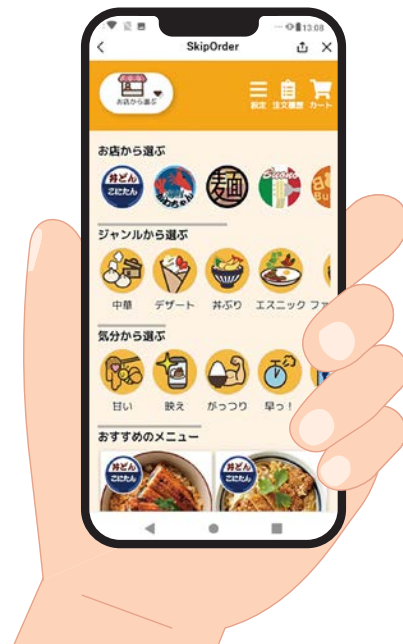 13:08
SkipOrder
お店から選ぶ
設定 注文履歴 カート
お店から選ぶ
丼どん
こにたん
麺
ジャンルから選ぶ
中華 デザート 丼ぶり エスニック ファ
気分から選ぶ
甘い 映え がっつり 早っ！
おすすめのメニュー
丼どん 丼どん
こにたん こにたん